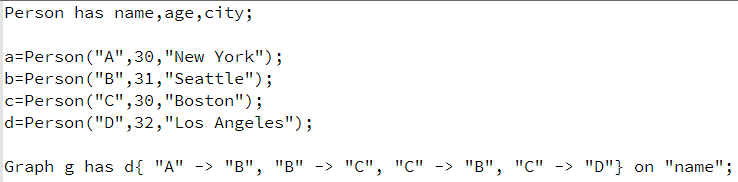 Person has name,age,city;
a=Person("A",30,"New York");
b=Person("B",31,"Seattle");
c=Person("C",30,"Boston");
d=Person("D",32,"Los Angeles");
Graph g has d{ "A" -> "B", "B" -> "C", "C" -> "B", "C" -> "D"} on "name";